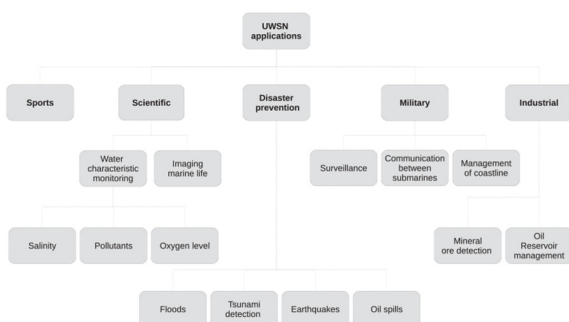 UWSN
applications
Sports
Scientific
Disaster
prevention
Military
Industrial
Water
characteristic
monitoring
Imaging
marine life
Surveillance
Communication
between
submarines
Management
of coastline
Salinity
Pollutants
Oxygen level
Mineral
ore detection
Oil
Reservoir
management
Floods
Tsunami
detection
Earthquakes
Oil spills